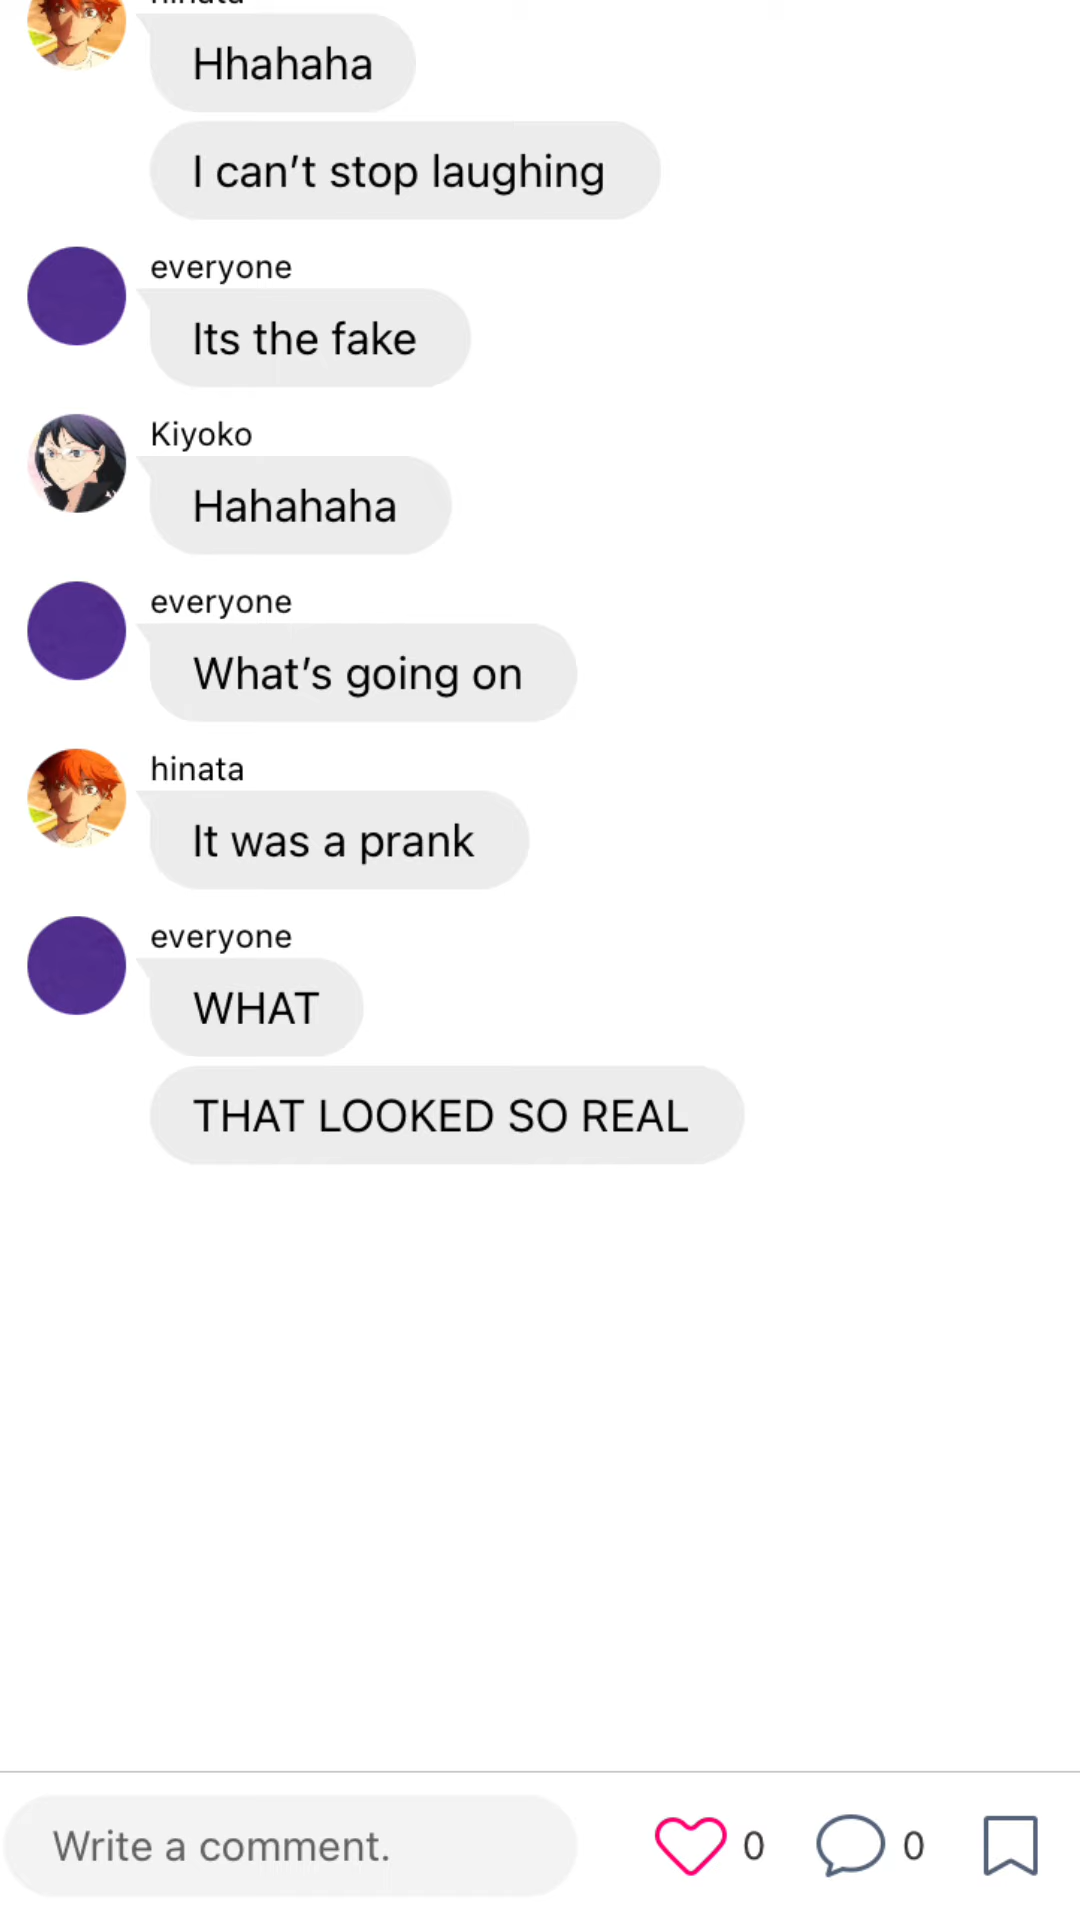 hinata
Hhahaha
I can't stop laughing
everyone
Its the fake
Kiyoko
Hahahaha
everyone
What's going on
hinata
It was a prank
everyone
WHAT
THAT LOOKED SO REAL
Write a comment.
0
0